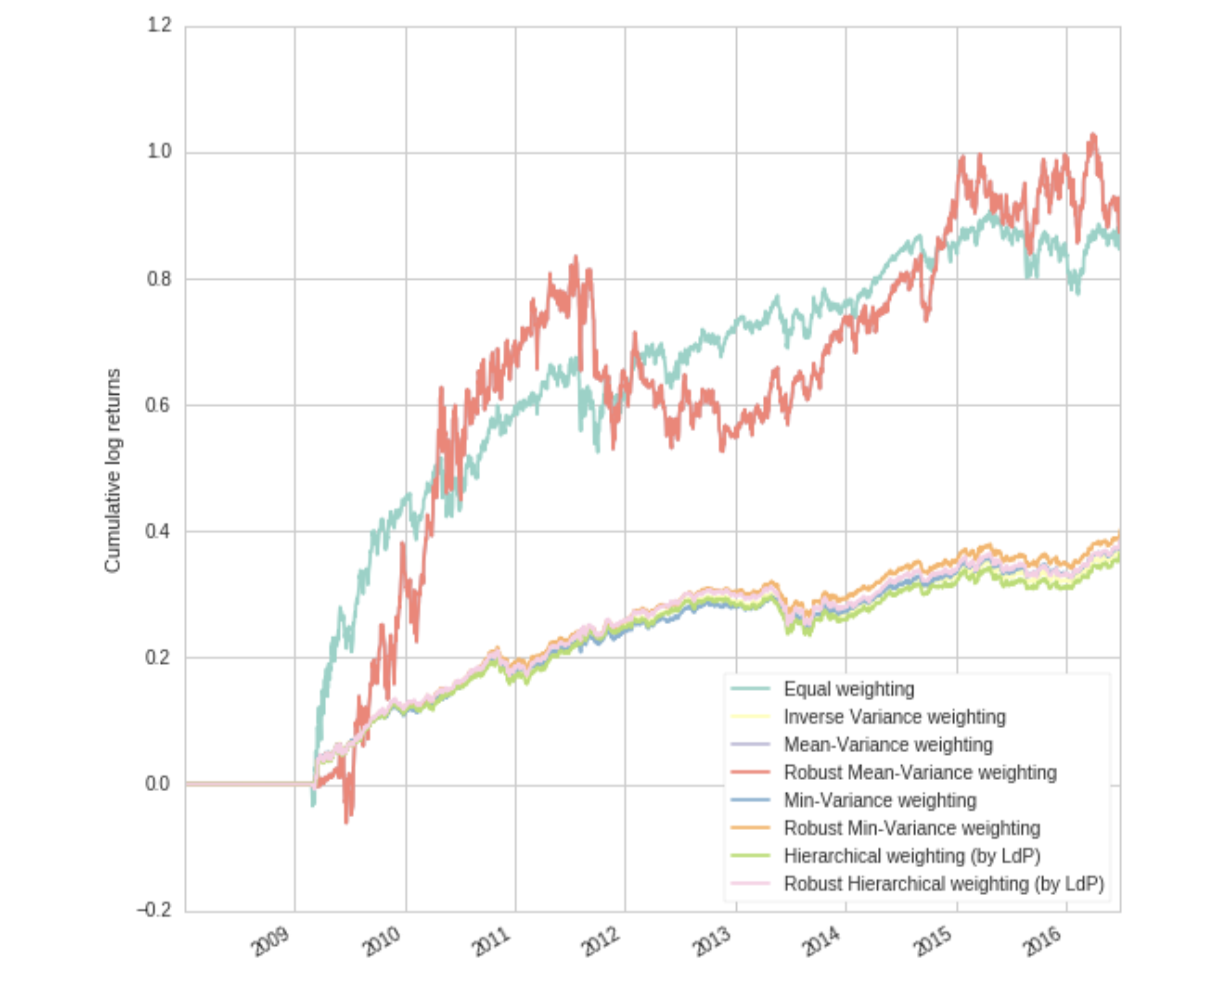 1.2
1.0
0.8
0.6
0.4
0.2
0.0
−0.2
Cumulative log returns
2009
2010
2011
2012
2013
2014
2015
2016
Equal weighting
Inverse Variance weighting
Mean-Variance weighting
Robust Mean-Variance weighting
Min-Variance weighting
Robust Min-Variance weighting
Hierarchical weighting (by LdP)
Robust Hierarchical weighting (by LdP)